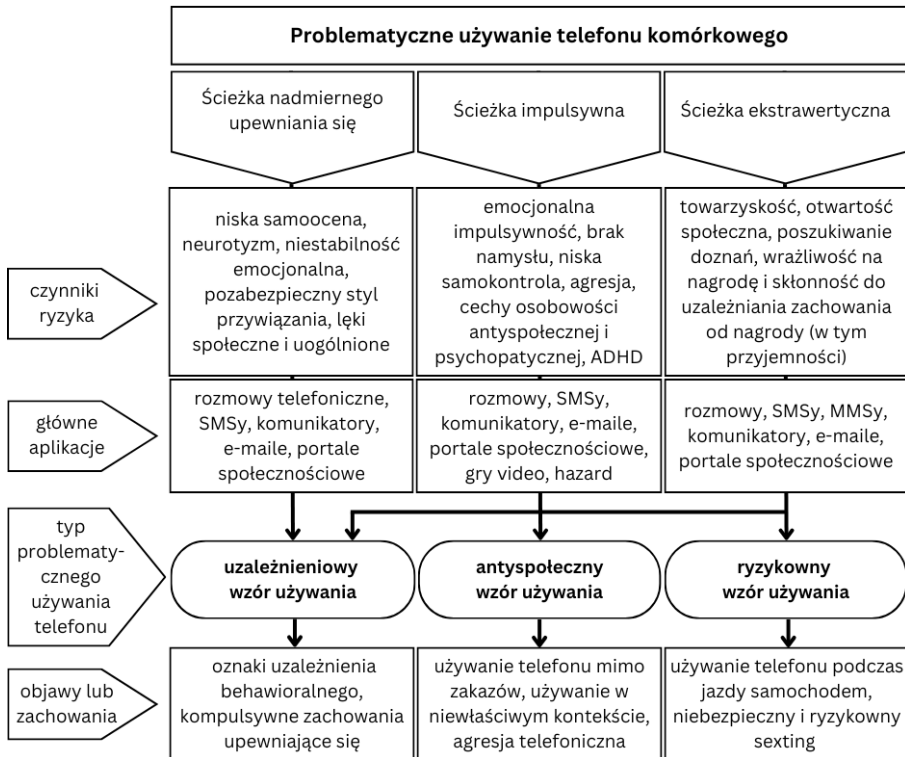 Problematyczne używanie telefonu komórkowego
Ścieżka nadmiernego
upewniania się
Ścieżka impulsywna
Ścieżka ekstrawertyczna
czynniki
ryzyka
niska samoocena,
neurotyzm, niestabilność
emocjonalna,
pozabezpieczny styl
przywiązania, lęki
społeczne i uogólnione
emocjonalna
impulsywność, brak
namysłu, niska
samokontrola, agresja,
cechy osobowości
antyspołecznej i
psychopatycznej, ADHD
towarzyskość, otwartość
społeczna, poszukiwanie
doznań, wrażliwość na
nagrodę i skłonność do
uzależniania zachowania
od nagrody (w tym
przyjemności)
główne
aplikacje
rozmowy telefoniczne,
SMSy, komunikatory,
e-maile, portale
społecznościowe
rozmowy, SMSy,
komunikatory, e-maile,
portale społecznościowe,
gry video, hazard
rozmowy, SMSy, MMSy,
komunikatory, e-maile,
portale społecznościowe
typ
problematy-
cznego
używania
telefonu
uzależnieniowy
wzór używania
antyspołeczny
wzór używania
ryzykowny
wzór używania
objawy lub
zachowania
oznaki uzależnienia
behawioralnego,
kompulsywne zachowania
upewniające się
używanie telefonu mimo
zakazów, używanie w
niewłaściwym kontekście,
agresja telefoniczna
używanie telefonu podczas
jazdy samochodem,
niebezpieczny i ryzykowny
sexting